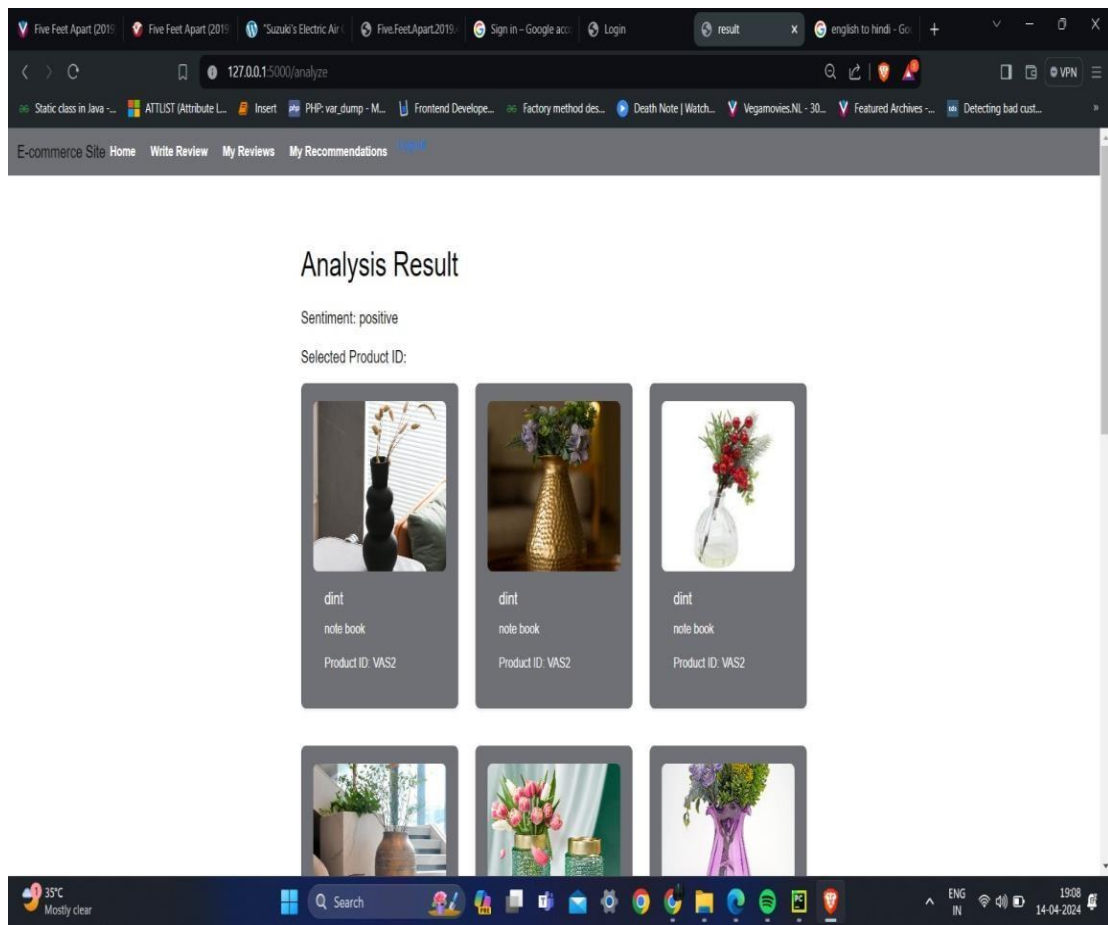 Five Feet Apart (2019 Five Feet Apart (2019 "Suzuki's Electric Air ( Five.Feet.Apart.2019. Sign in – Google acc Login result x english to hindi - Go +
127.0.0.1:5000/analyze VPN
Static class in Java -... ATTLIST (Attribute L... Insert PHP: var_dump - M... Frontend Develope... Factory method des... Death Note | Watch... Vegamovies.NL - 30... Featured Archives -... Detecting bad cust... »
E-commerce Site Home Write Review My Reviews My Recommendations Logout
Analysis Result
Sentiment: positive
Selected Product ID:
dint dint dint
note book note book note book
Product ID: VAS2 Product ID: VAS2 Product ID: VAS2
35°C
Mostly clear
Search
ENG
IN
19:08
14-04-2024